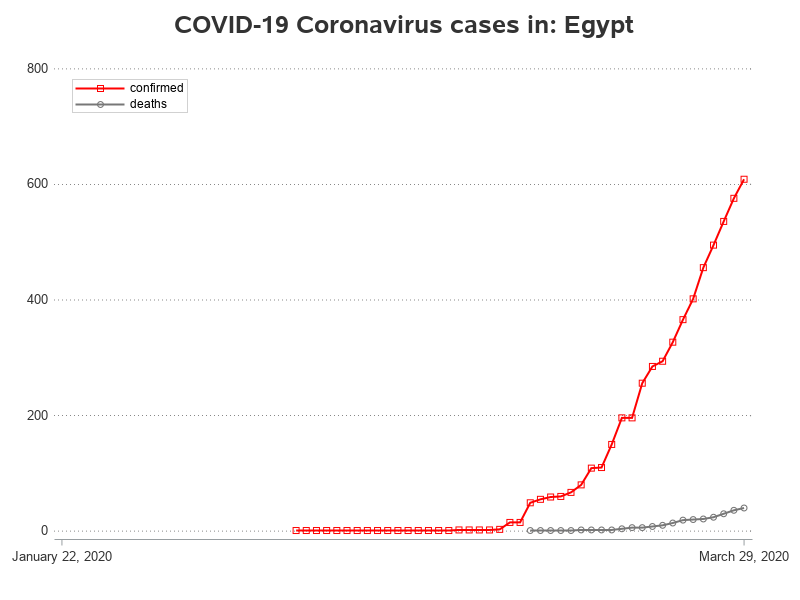 COVID-19 Coronavirus cases in: Egypt
800
confirmed
deaths
600
400
200
0
January 22, 2020
March 29, 2020